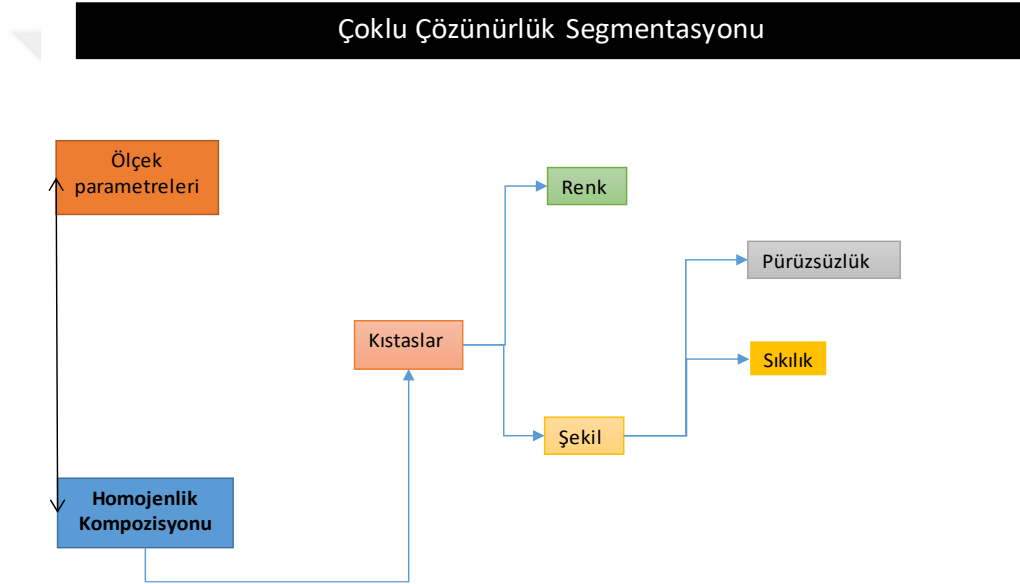 Çoklu Çözünürlük Segmentasyonu
Ölçek
parametreleri
Renk
Pürüzsüzlük
Kıstaslar
Sıkılık
Şekil
Homojenlik
Kompozisyonu